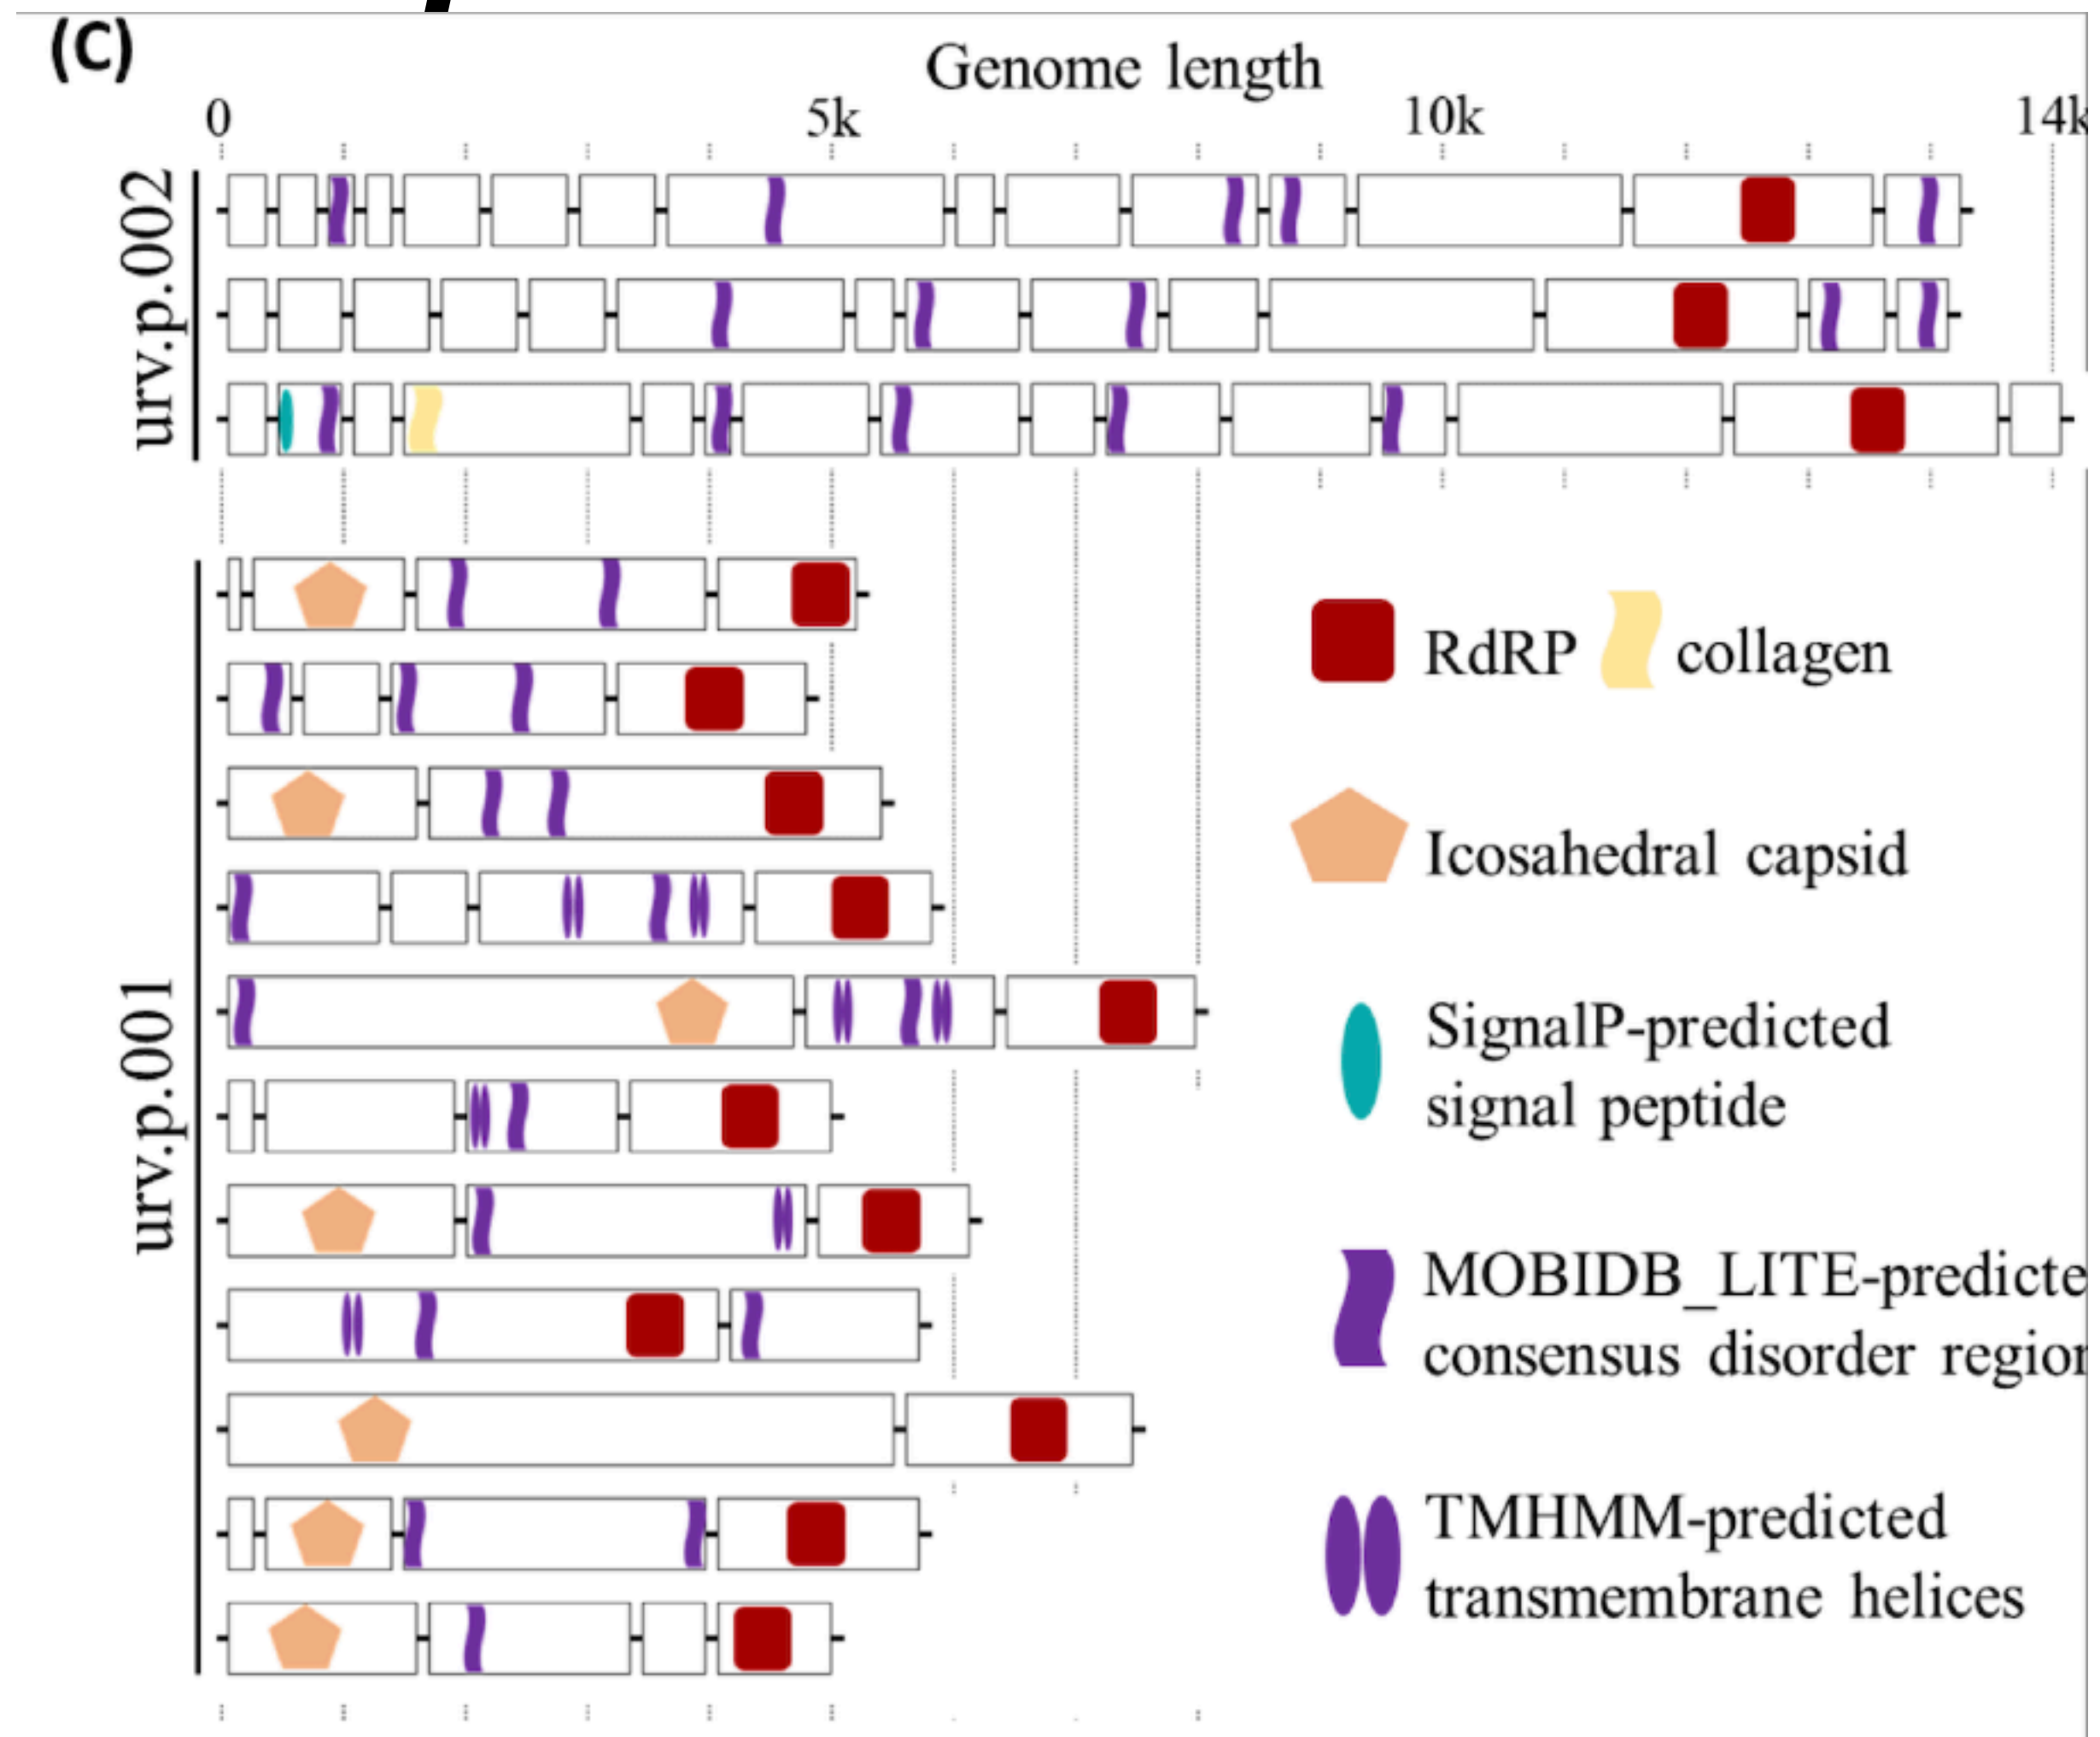 (C)
Genome length
0 5k 10k 14k
urv.p.002
urv.p.001
RdRP collagen
Icosahedral capsid
SignalP-predicted
signal peptide
MOBIDB_LITE-predicte
consensus disorder region
TMHMM-predicted
transmembrane helices